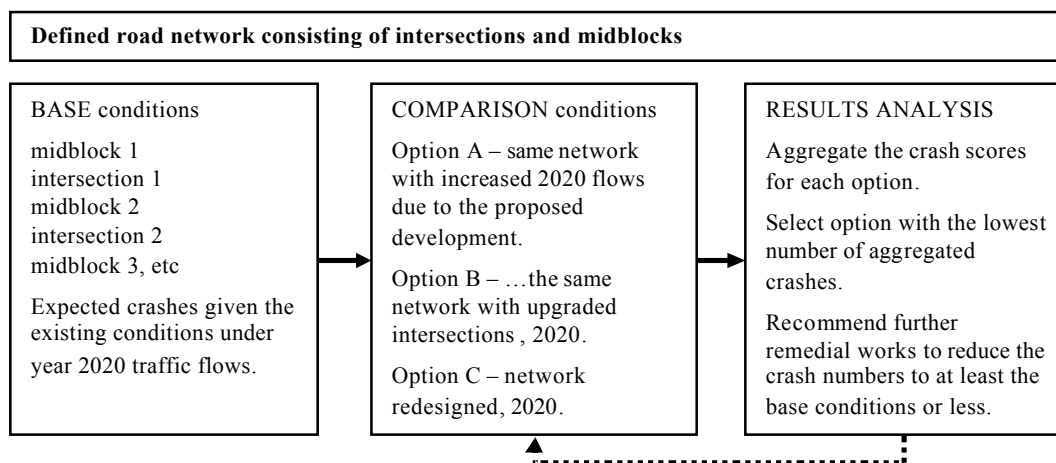 Defined road network consisting of intersections and midblocks
BASE conditions
midblock 1
intersection 1
midblock 2
intersection 2
midblock 3, etc
Expected crashes given the
existing conditions under
year 2020 traffic flows.
COMPARISON conditions
Option A – same network
with increased 2020 flows
due to the proposed
development.
Option B – …the same
network with upgraded
intersections , 2020.
Option C – network
redesigned, 2020.
RESULTS ANALYSIS
Aggregate the crash scores
for each option.
Select option with the lowest
number of aggregated
crashes.
Recommend further
remedial works to reduce the
crash numbers to at least the
base conditions or less.